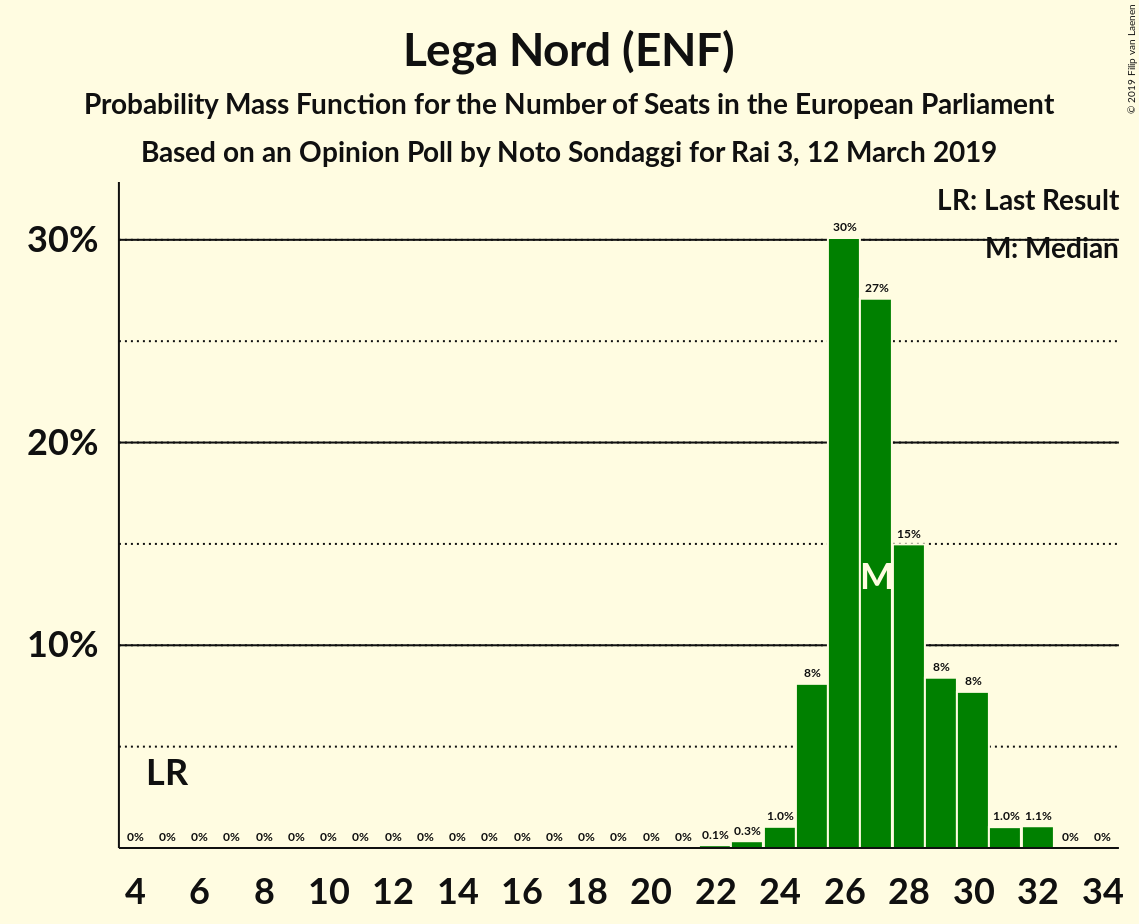 Lega Nord (ENF)
Probability Mass Function for the Number of Seats in the European Parliament
Based on an Opinion Poll by Noto Sondaggi for Rai 3, 12 March 2019
© 2019 Filip van Laenen
LR: Last Result
M: Median
30%
20%
10%
30%
27%
15%
8%
8%
8%
M
LR
0% 0% 0% 0% 0% 0% 0% 0% 0% 0% 0% 0% 0% 0% 0% 0% 0% 0% 0.1% 0.3% 1.0% 1.0% 1.1% 0% 0%
4 6 8 10 12 14 16 18 20 22 24 26 28 30 32 34